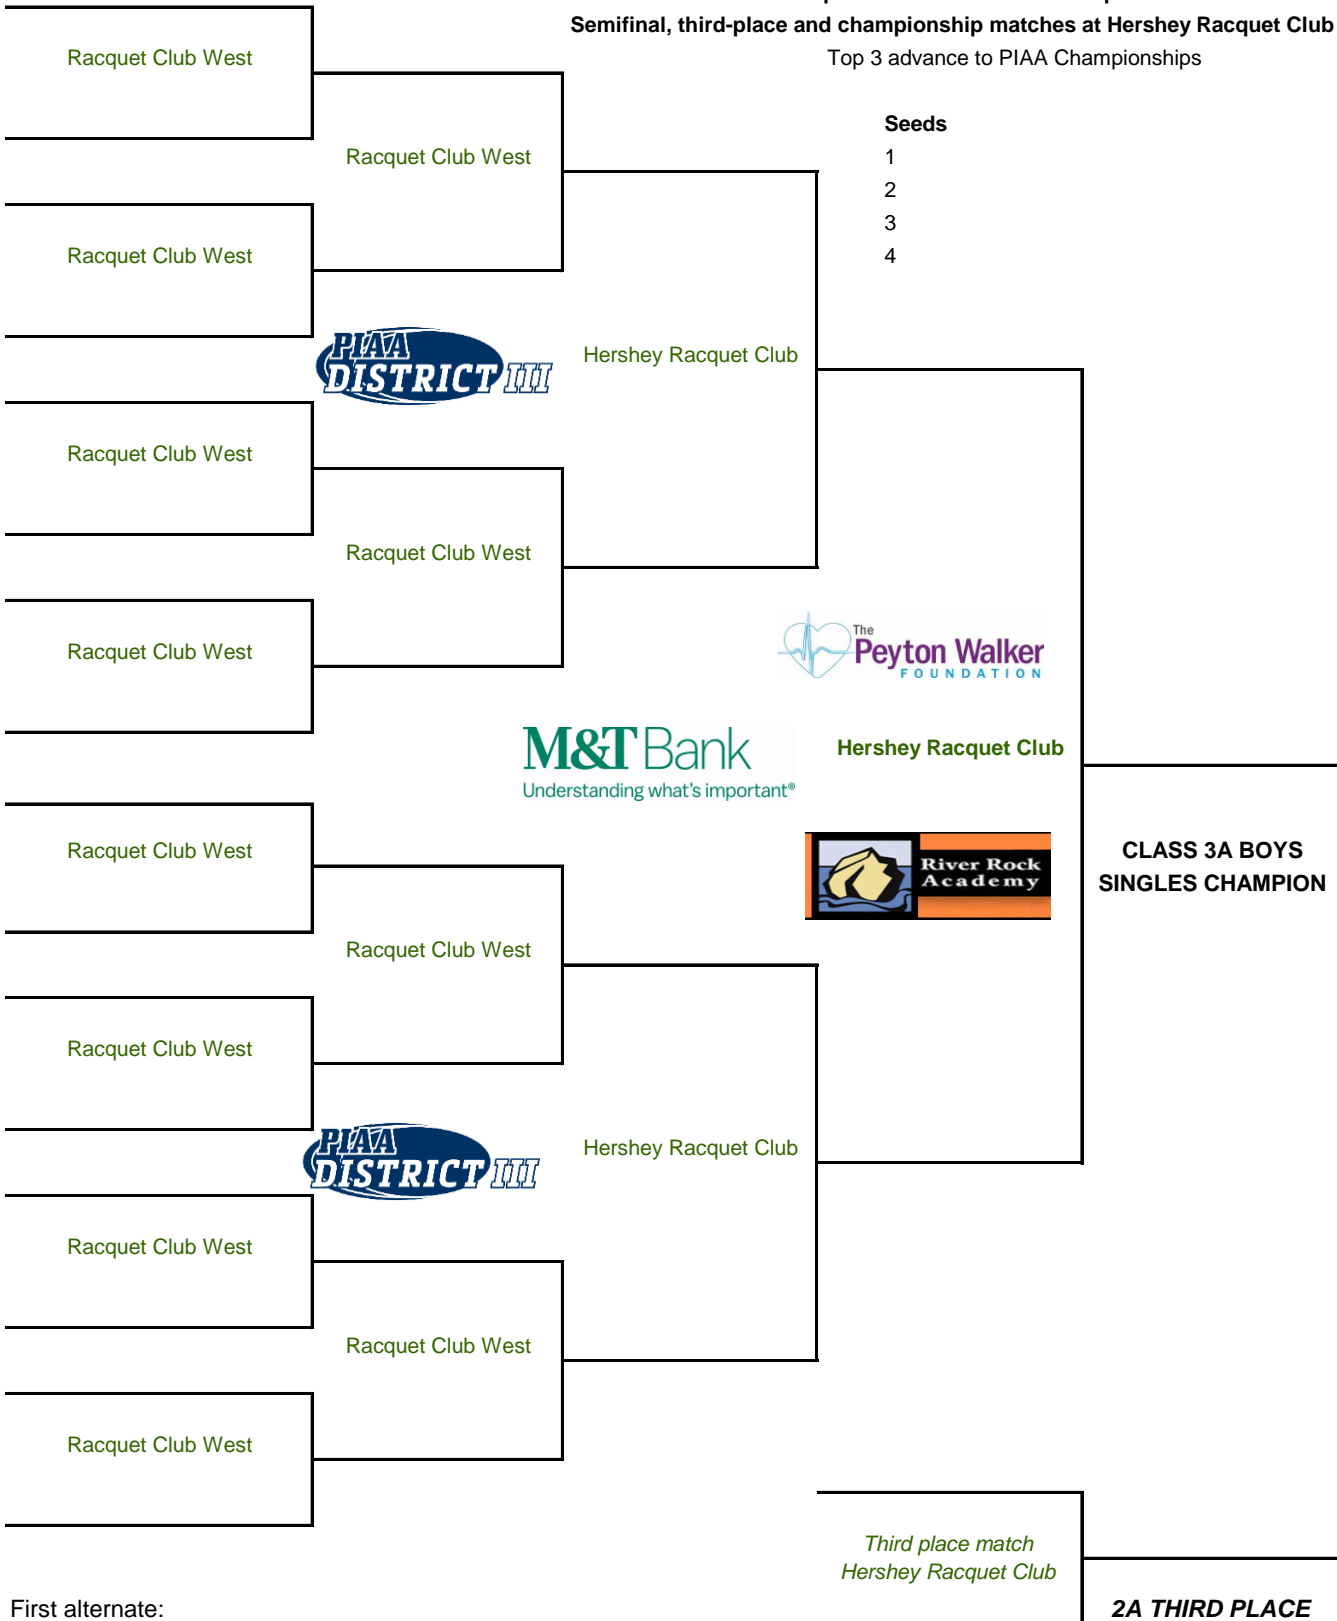 Semifinal, third-place and championship matches at Hershey Racquet Club
Top 3 advance to PIAA Championships
Seeds
1
2
3
4
Racquet Club West
Racquet Club West
Racquet Club West
PIAA
DISTRICT III
Hershey Racquet Club
Racquet Club West
Racquet Club West
Racquet Club West
The
Peyton Walker
FOUNDATION
M&T Bank
Understanding what's important®
Hershey Racquet Club
River Rock
Academy
CLASS 3A BOYS
SINGLES CHAMPION
Racquet Club West
Racquet Club West
Racquet Club West
PIAA
DISTRICT III
Hershey Racquet Club
Racquet Club West
Racquet Club West
Racquet Club West
Third place match
Hershey Racquet Club
2A THIRD PLACE
First alternate: